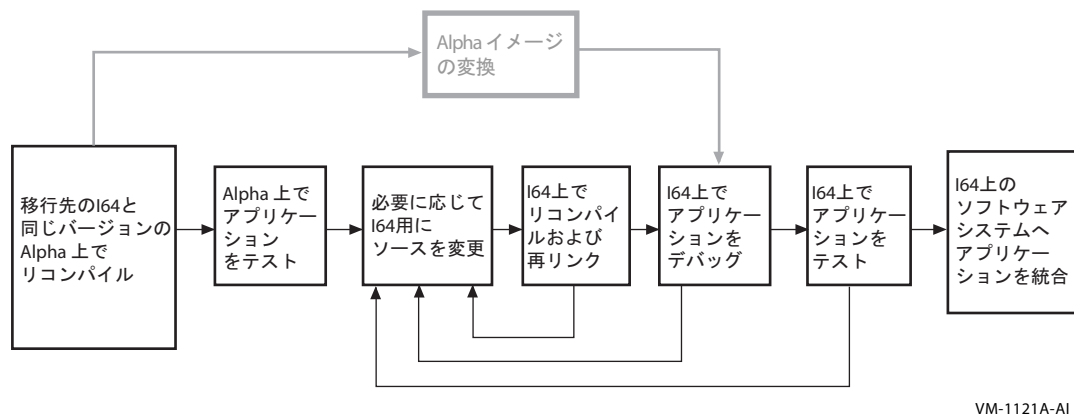 Alpha イメージ
の変換
移行先のI64と
同じバージョンの
Alpha 上で
リコンパイル
Alpha 上で
アプリケー
ション
をテスト
必要に応じて
I64用に
ソースを変更
I64上で
リコンパイ
ルおよび
再リンク
I64上で
アプリケー
ションを
デバッグ
I64上で
アプリケー
ションを
テスト
I64上の
ソフトウェア
システムへ
アプリケー
ションを統合
VM-1121A-AI